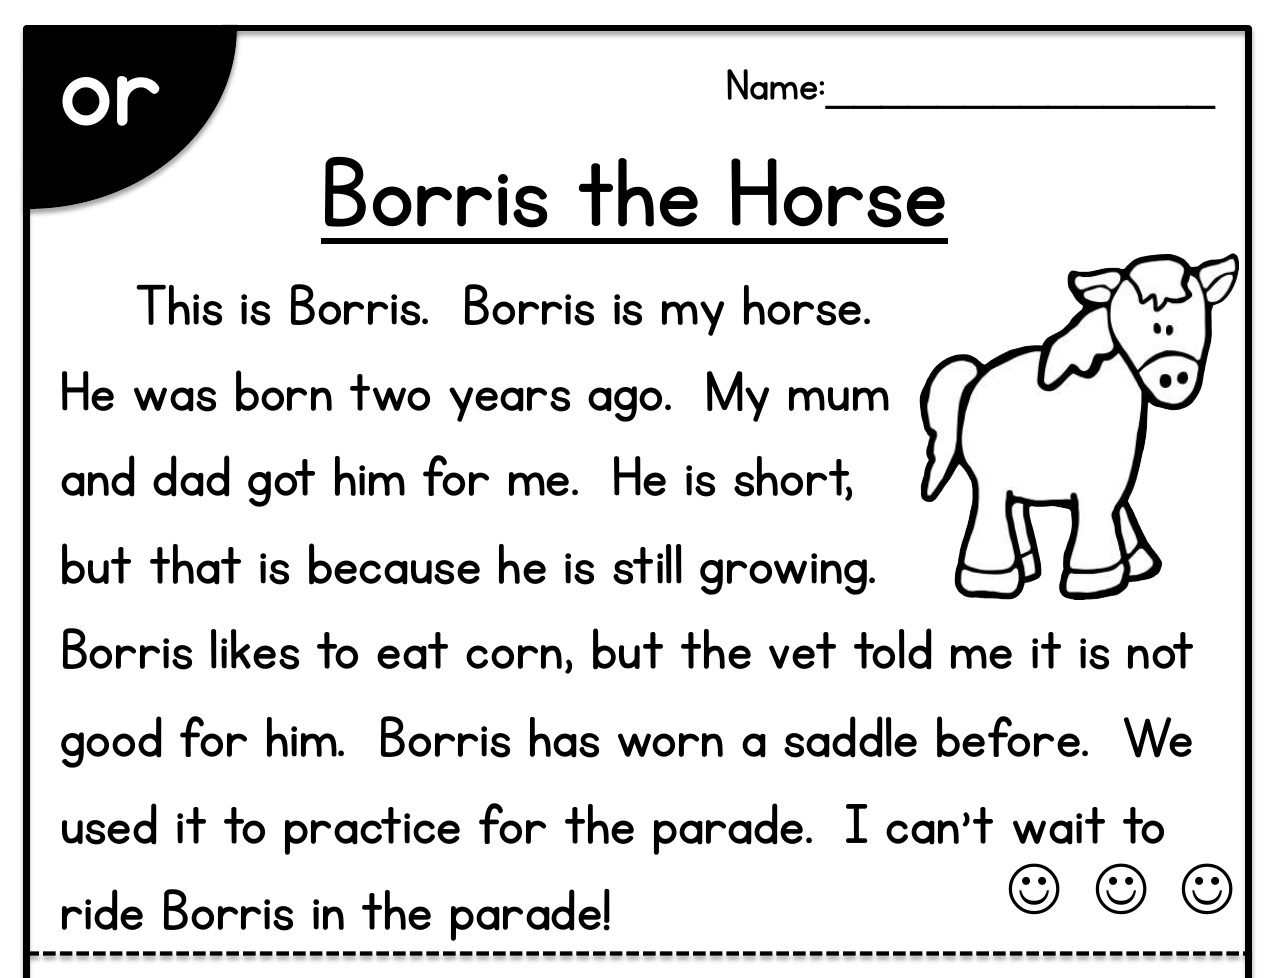 or
Name:
Borris the Horse
This is Borris. Borris is my horse.
He was born two years ago. My mum
and dad got him for me. He is short,
but that is because he is still growing.
Borris likes to eat corn, but the vet told me it is not
good for him. Borris has worn a saddle before. We
used it to practice for the parade. I can't wait to
ride Borris in the parade!